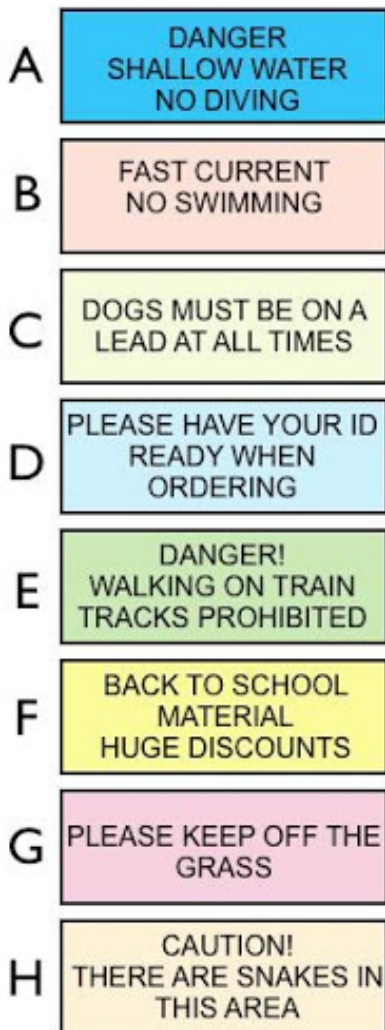 A
DANGER
SHALLOW WATER
NO DIVING
B
FAST CURRENT
NO SWIMMING
C
DOGS MUST BE ON A
LEAD AT ALL TIMES
D
PLEASE HAVE YOUR ID
READY WHEN
ORDERING
E
DANGER!
WALKING ON TRAIN
TRACKS PROHIBITED
F
BACK TO SCHOOL
MATERIAL
HUGE DISCOUNTS
G
PLEASE KEEP OFF THE
GRASS
H
CAUTION!
THERE ARE SNAKES IN
THIS AREA